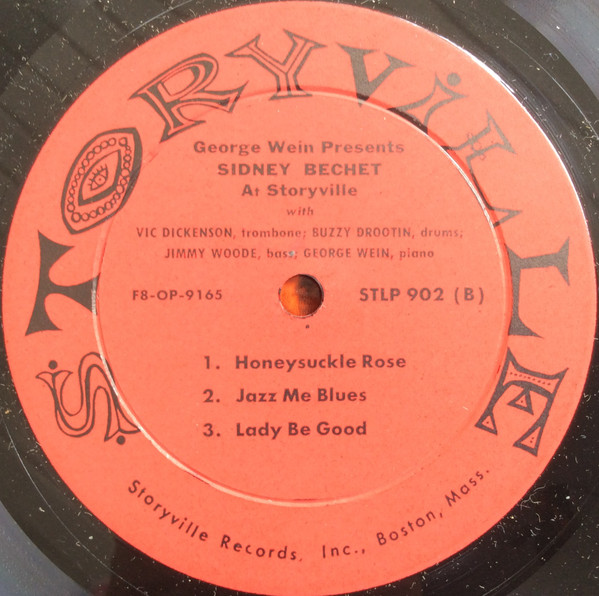 STORYVILLE
George Wein Presents
SIDNEY BECHET
At Storyville
with
VIC DICKENSON, trombone; BUZZY DROOTIN, drums;
JIMMY WOODE, bass; GEORGE WEIN, piano
F8-OP-9165 STLP 902 (B)
1. Honeysuckle Rose
2. Jazz Me Blues
3. Lady Be Good
Storyville Records, Inc., Boston, Mass.